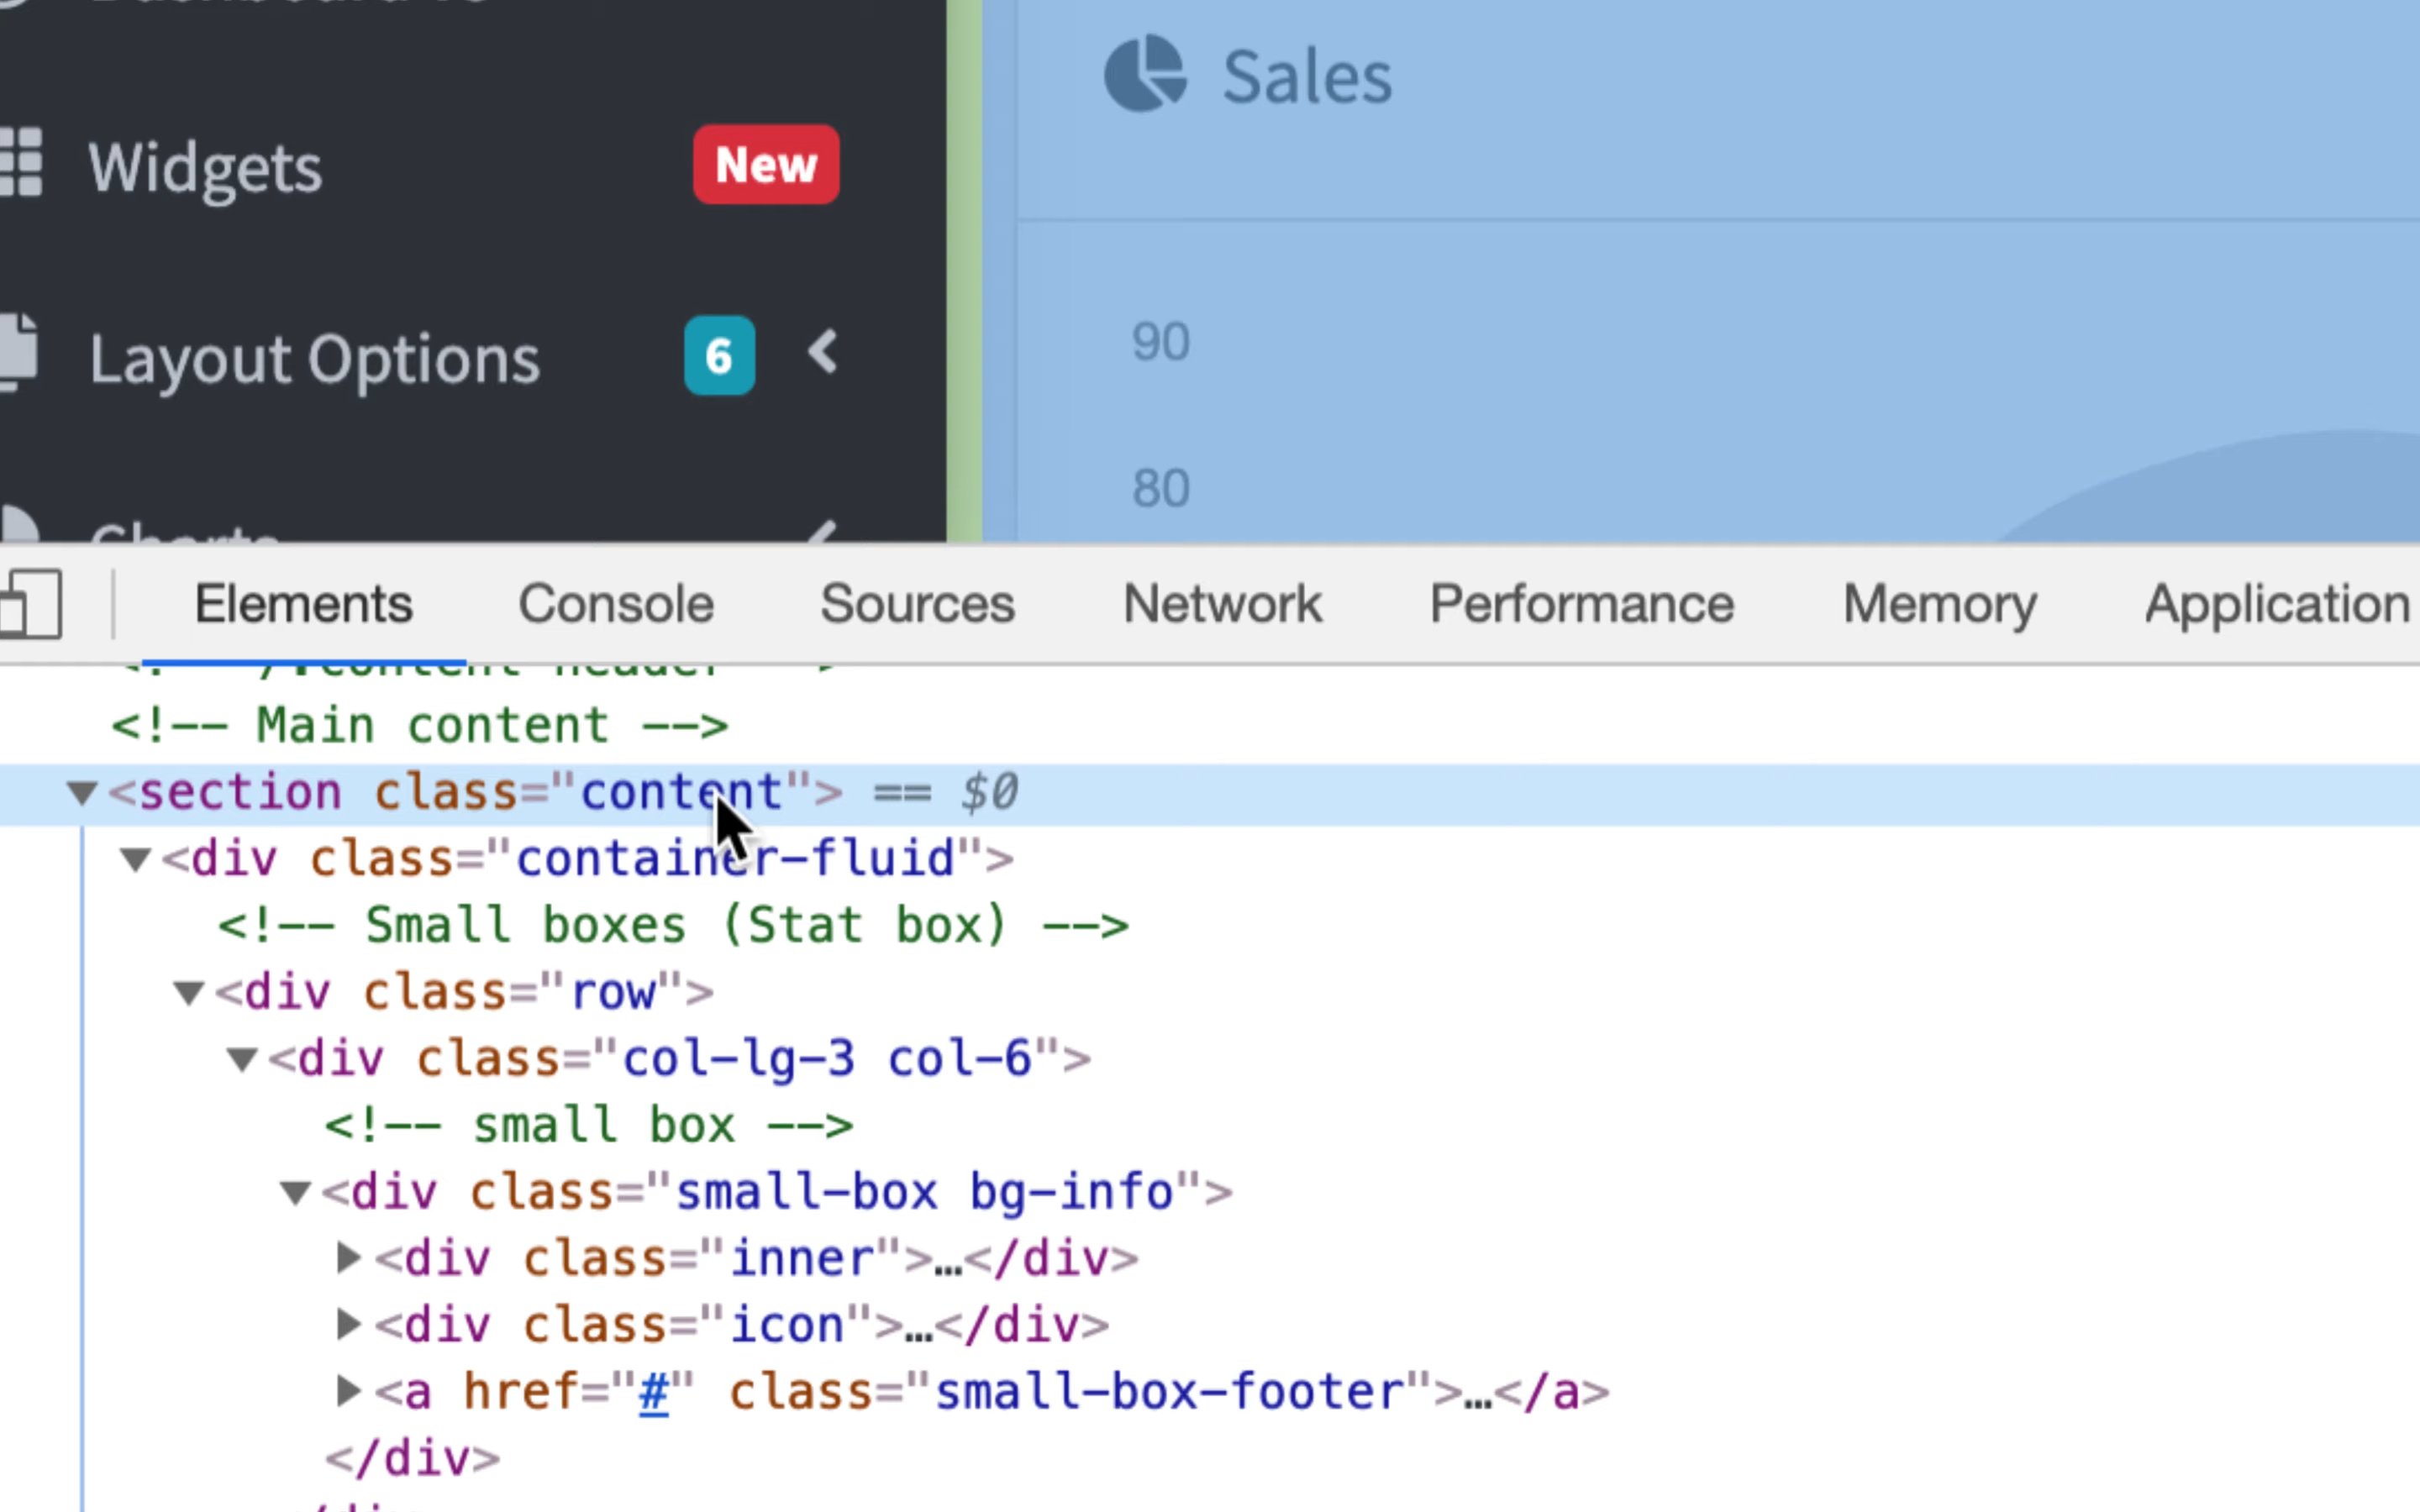 Sales
Widgets New
Layout Options 6
90
80
Charts
Elements Console Sources Network Performance Memory Application
<!-- /.content-header -->
<!-- Main content -->
<section class="content"> == $0
<div class="container-fluid">
<!-- Small boxes (Stat box) -->
<div class="row">
<div class="col-lg-3 col-6">
<!-- small box -->
<div class="small-box bg-info">
<div class="inner">…</div>
<div class="icon">…</div>
<a href="#" class="small-box-footer">…</a>
</div>